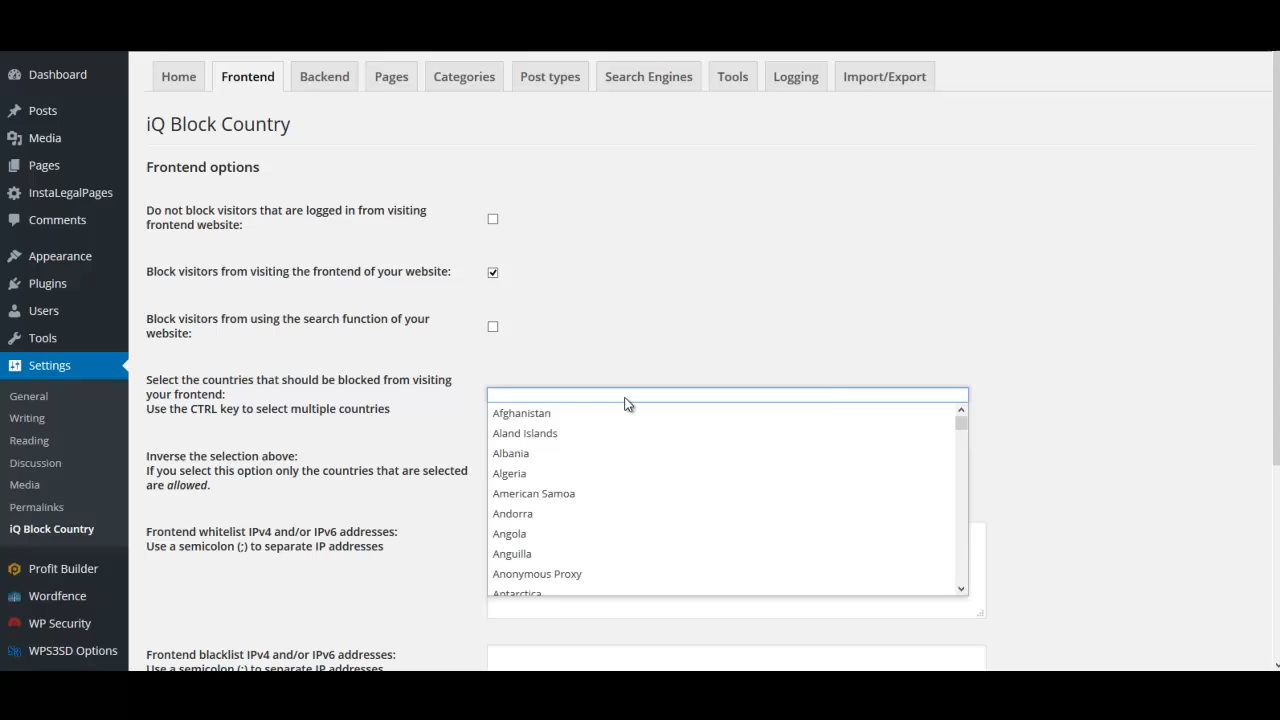 Dashboard
Posts
Media
Pages
InstaLegalPages
Comments
Appearance
Plugins
Users
Tools
Settings
General
Writing
Reading
Discussion
Media
Permalinks
iQ Block Country
Profit Builder
Wordfence
WP Security
WPS3SD Options
Home Frontend Backend Pages Categories Post types Search Engines Tools Logging Import/Export
iQ Block Country
Frontend options
Do not block visitors that are logged in from visiting
frontend website:
Block visitors from visiting the frontend of your website:
Block visitors from using the search function of your
website:
Select the countries that should be blocked from visiting
your frontend:
Use the CTRL key to select multiple countries
Afghanistan
Aland Islands
Albania
Algeria
American Samoa
Andorra
Angola
Anguilla
Anonymous Proxy
Antarctica
Inverse the selection above:
If you select this option only the countries that are selected
are allowed.
Frontend whitelist IPv4 and/or IPv6 addresses:
Use a semicolon (;) to separate IP addresses
Frontend blacklist IPv4 and/or IPv6 addresses:
Use a semicolon (;) to separate IP addresses